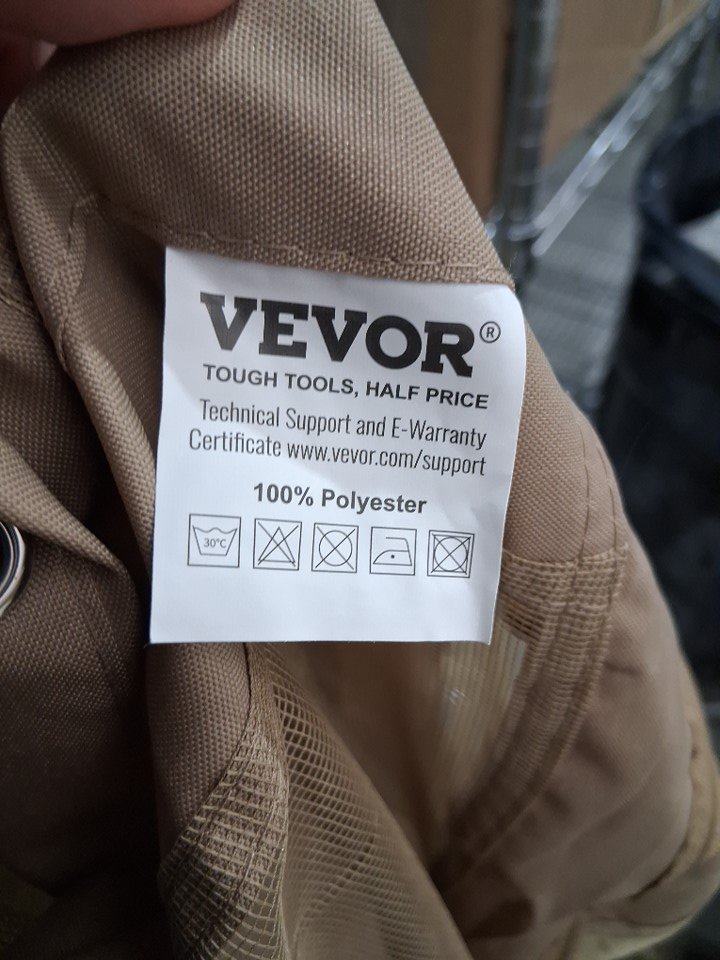 VEVOR®
TOUGH TOOLS, HALF PRICE
Technical Support and E-Warranty
Certificate www.vevor.com/support
100% Polyester
30°C